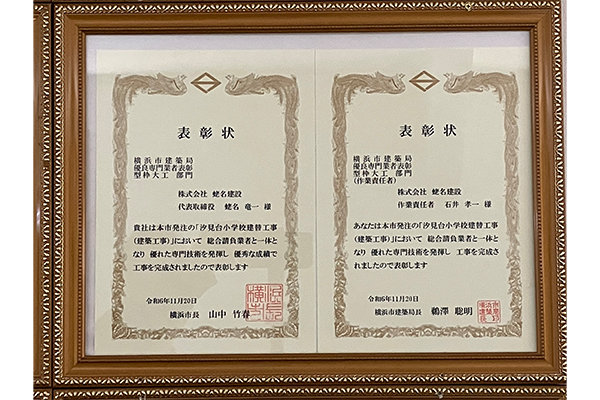 表彰状
横浜市建築局
優良専門業者表彰
型枠大工 部門
株式会社 蛯名建設
代表取締役 蛯名 竜一 様
貴社は本市発注の「汐見台小学校建替工事
(建築工事)」において 総合請負業者と一体と
なり 優れた専門技術を発揮し 優秀な成績で
工事を完成されましたので表彰します
令和6年11月20日
横浜市長 山中 竹春
表彰状
横浜市建築局
優良専門業者表彰
型枠大工 部門
(作業責任者)
株式会社 蛯名建設
作業責任者 石井 孝一 様
あなたは本市発注の「汐見台小学校建替工事
(建築工事)」において 総合請負業者と一体と
なり 優れた専門技術を発揮し 工事を完成さ
れましたので表彰します
令和6年11月20日
横浜市建築局長 鵜澤 聡明